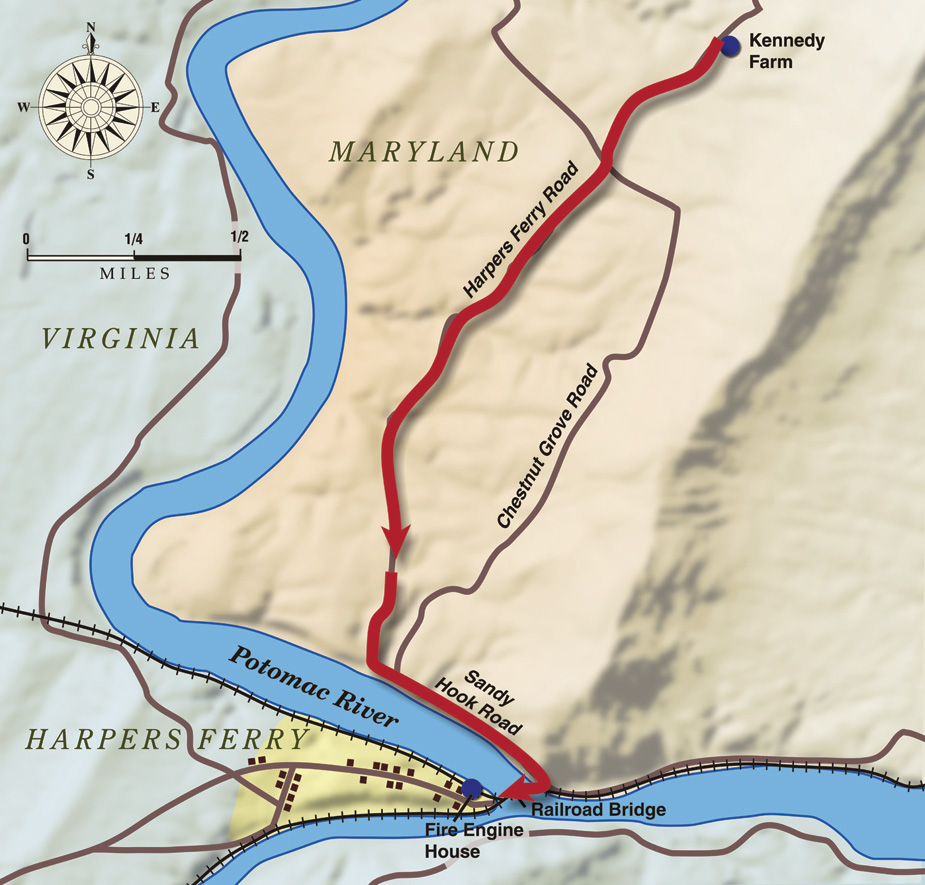 N
W
E
S
0
1/4
1/2
MILES
Kennedy
Farm
MARYLAND
Harpers Ferry Road
VIRGINIA
Chestnut Grove Road
Potomac River
Sandy
Hook Road
HARPERS FERRY
Railroad Bridge
Fire Engine
House